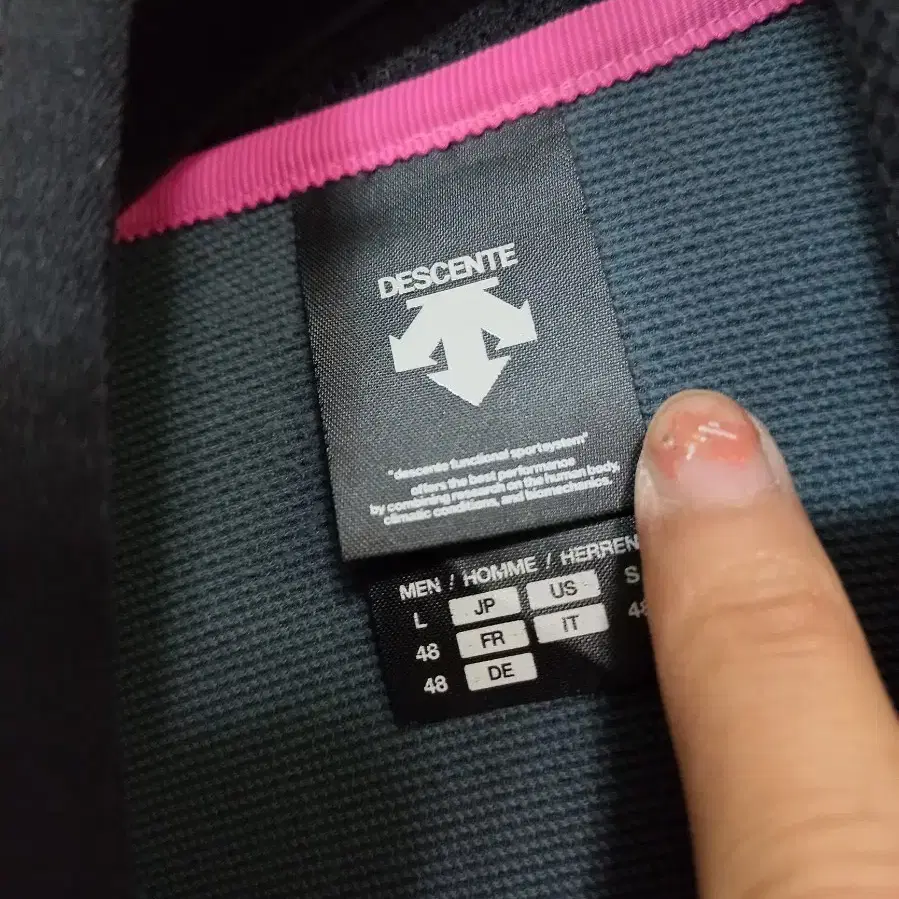 DESCENTE
"descente functional sportsystem"
offers the best performance
by combining research on the human body,
climatic conditions, and biomechanics.
MEN / HOMME / HERREN
L JP US S
48 FR IT
48 DE